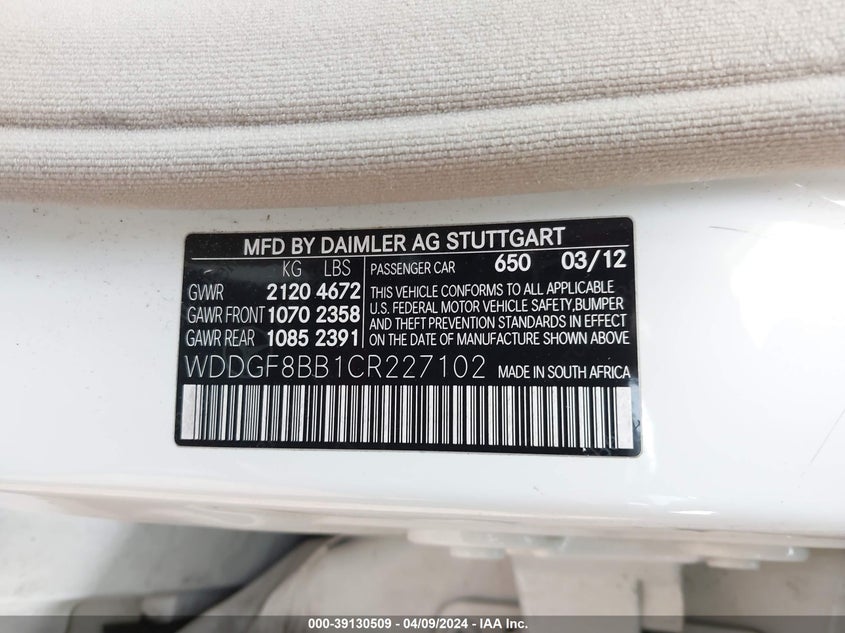 MFD BY DAIMLER AG STUTTGART
KG LBS
GVWR 2120 4672
GAWR FRONT 1070 2358
GAWR REAR 1085 2391
PASSENGER CAR 650 03/12
THIS VEHICLE CONFORMS TO ALL APPLICABLE
U.S. FEDERAL MOTOR VEHICLE SAFETY,BUMPER
AND THEFT PREVENTION STANDARDS IN EFFECT
ON THE DATE OF MANUFACTURE SHOWN ABOVE
WDDGF8BB1CR227102 MADE IN SOUTH AFRICA
000-39130509 - 04/09/2024 - IAA Inc.